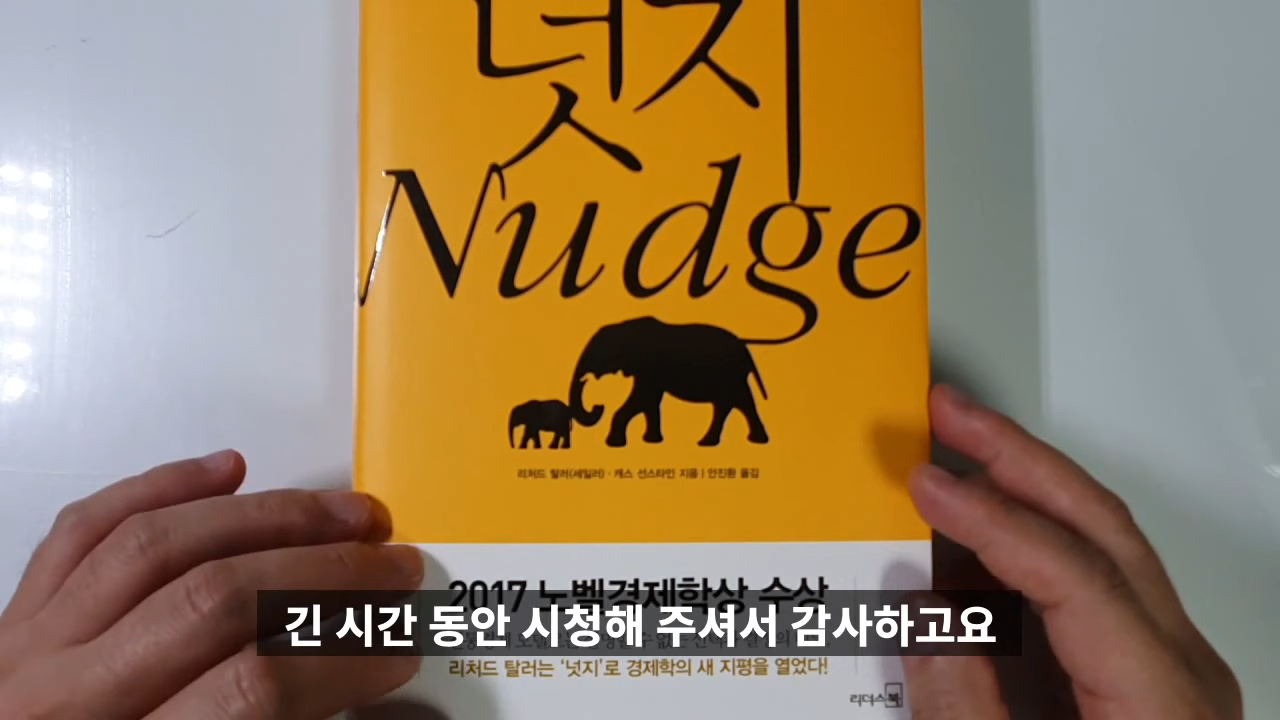 넛지
Nudge
리처드 탈러(세일러)·캐스 선스타인 지음 | 안진환 옮김
2017 노벨경제학상 수상
긴 시간 동안 시청해 주셔서 감사하고요
리처드 탈러는 '넛지'로 경제학의 새 지평을 열었다!
리더스북